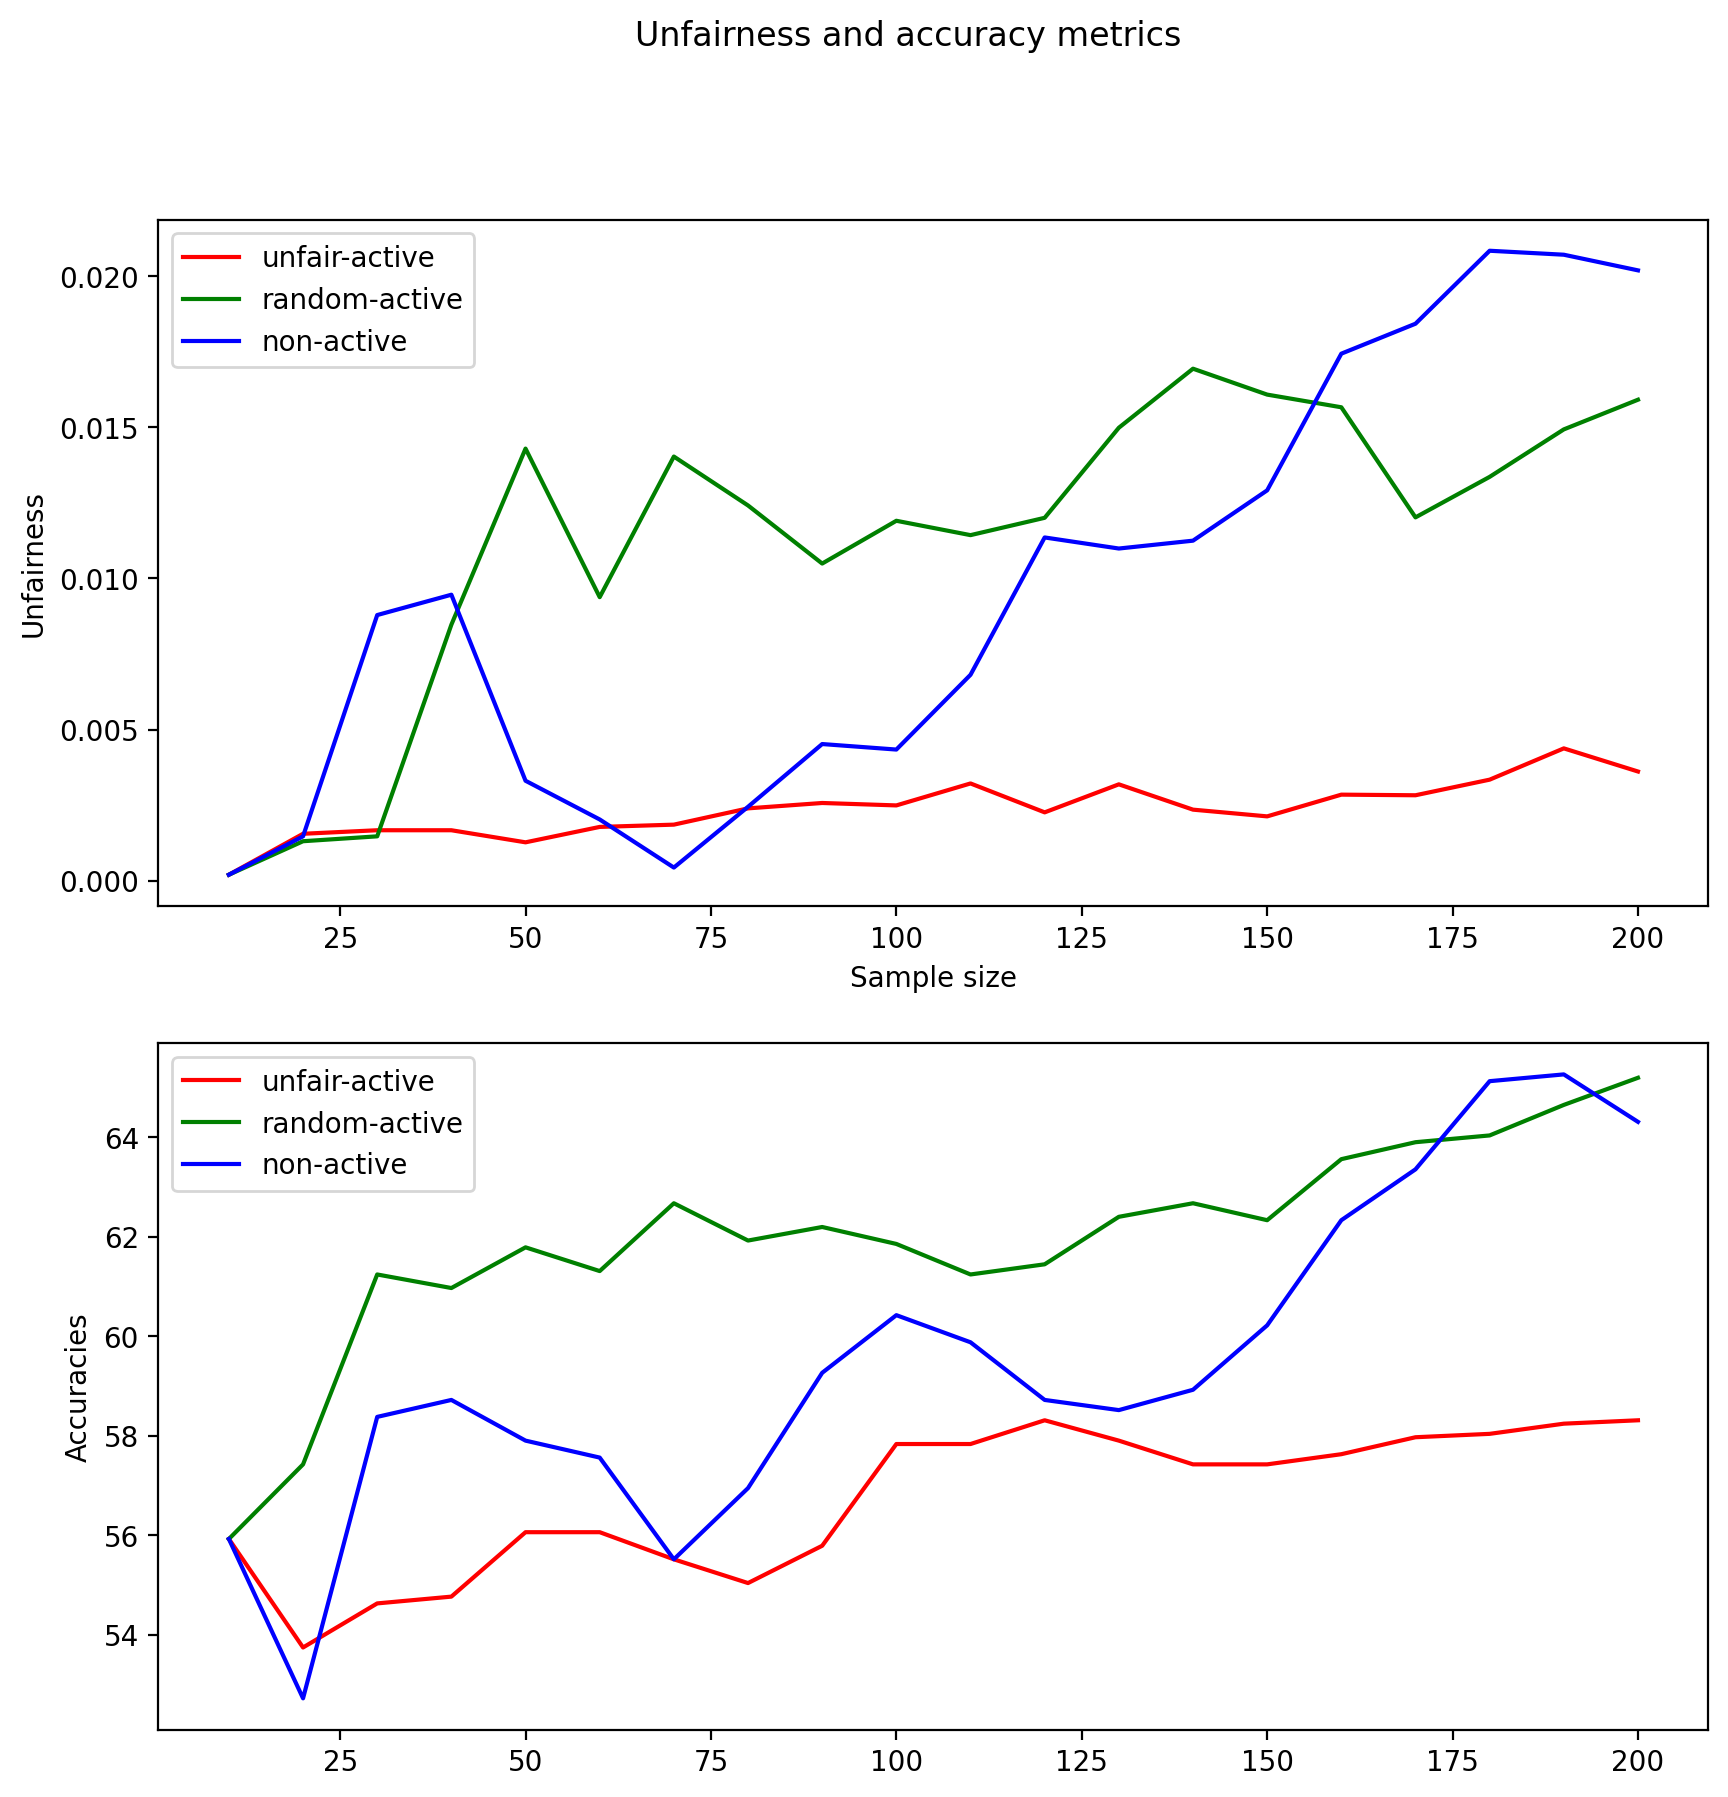 Unfairness and accuracy metrics
unfair-active
random-active
non-active
0.020
0.015
0.010
0.005
0.000
Unfairness
25 50 75 100 125 150 175 200
Sample size
unfair-active
random-active
non-active
64
62
60
58
56
54
Accuracies
25 50 75 100 125 150 175 200